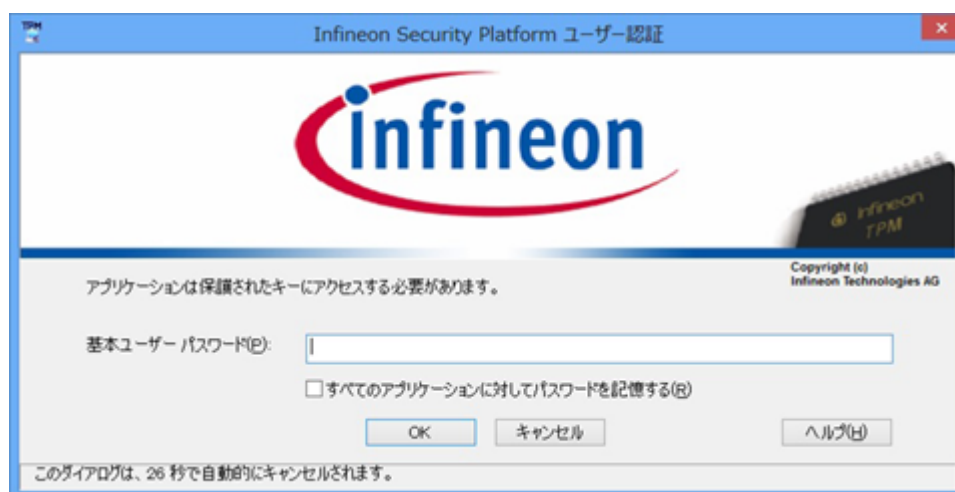 TPM
Infineon Security Platform ユーザー認証
infineon
infineon
TPM
Copyright (c)
Infineon Technologies AG
アプリケーションは保護されたキーにアクセスする必要があります。
基本ユーザー パスワード(P):
すべてのアプリケーションに対してパスワードを記憶する(R)
OK キャンセル ヘルプ(H)
このダイアログは、26 秒で自動的にキャンセルされます。